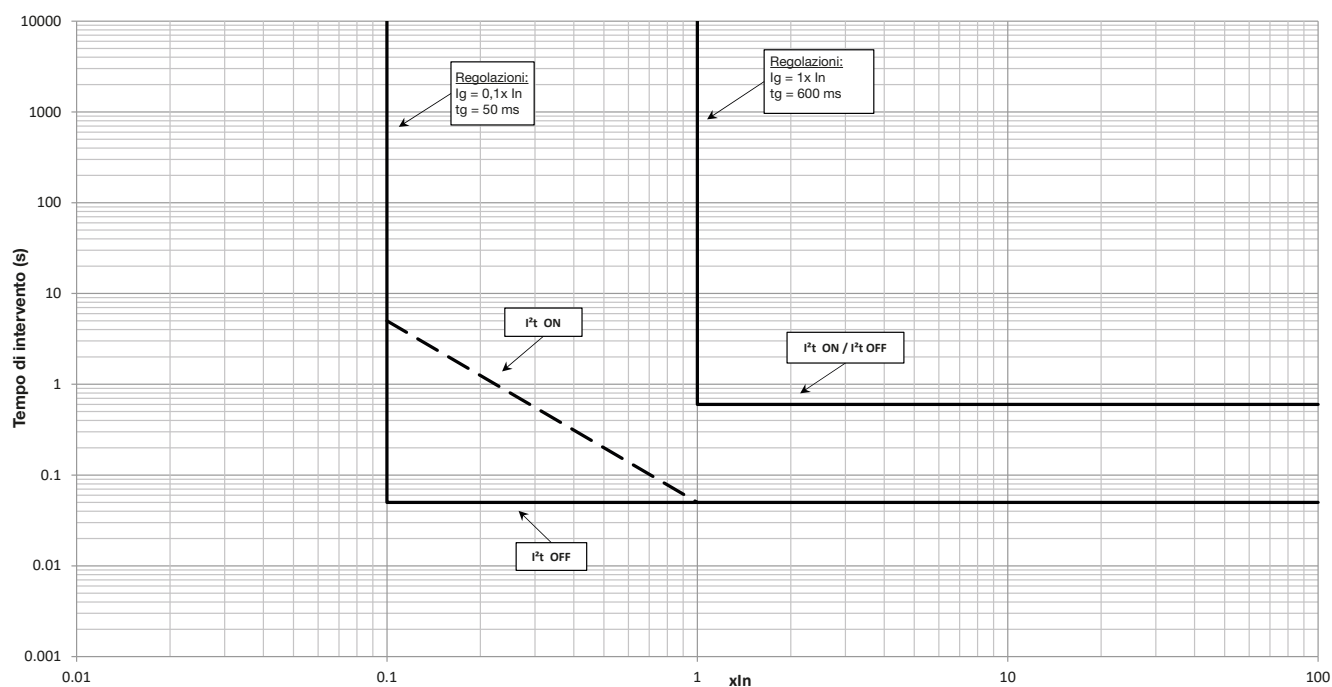 10000
1000
100
10
1
0.1
0.01
0.001
Tempo di intervento (s)
Regolazioni:
Ig = 0,1x In
tg = 50 ms
Regolazioni:
Ig = 1x In
tg = 600 ms
I²t ON
I²t ON / I²t OFF
I²t OFF
0.01
0.1
1
10
100
xIn